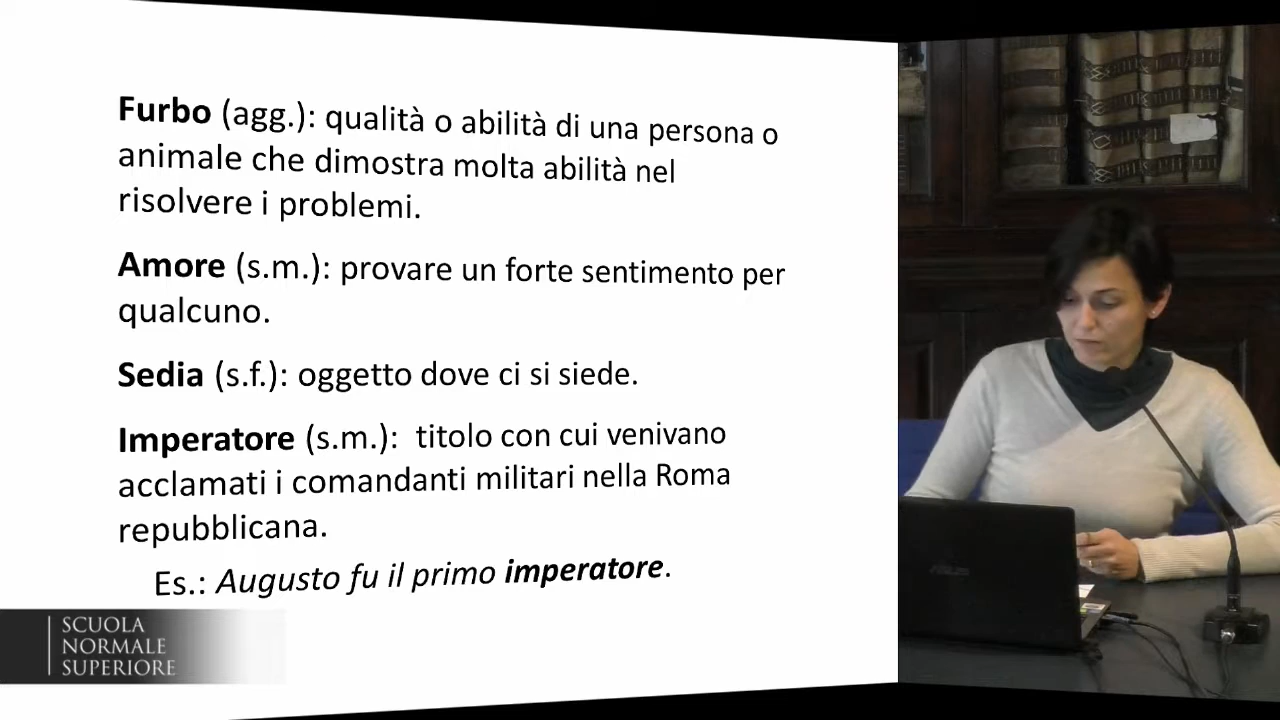 Furbo (agg.): qualità o abilità di una persona o
animale che dimostra molta abilità nel
risolvere i problemi.
Amore (s.m.): provare un forte sentimento per
qualcuno.
Sedia (s.f.): oggetto dove ci si siede.
Imperatore (s.m.): titolo con cui venivano
acclamati i comandanti militari nella Roma
repubblicana.
Es.: Augusto fu il primo imperatore.
SCUOLA
NORMALE
SUPERIORE
ASUS